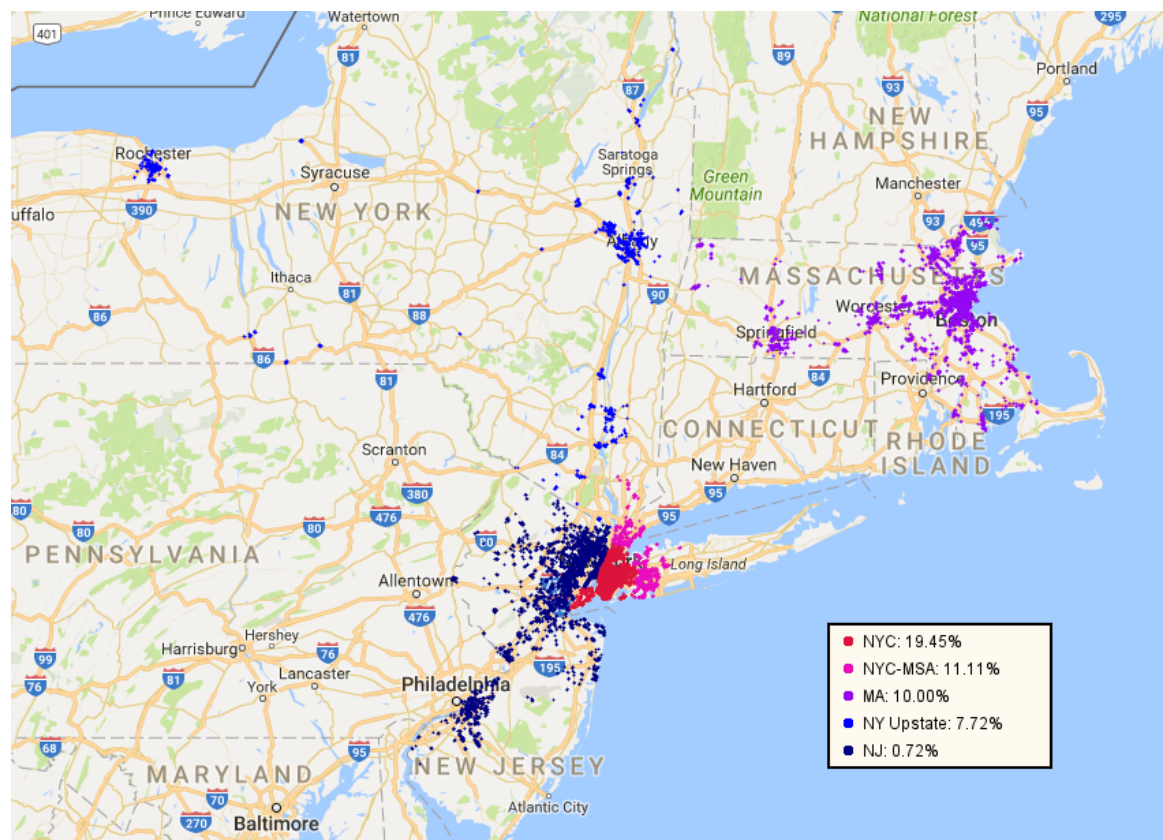 Prince Edward
Watertown
National Forest
295
401
81
89
Portland
93
87
95
NEW
HAMPSHIRE
Rochester
Saratoga
Springs
Syracuse
Green
Mountain
Manchester
390
uffalo
NEW YORK
93
495
95
Albany
MASSACHUSETTS
Ithaca
81
90
Worcester
86
88
Springfield
Boston
86
81
84
Providence
Hartford
195
CONNECTICUT
RHODE
ISLAND
Scranton
84
New Haven
380
95
80
80
476
80
95
80
PENNSYLVANIA
Long Island
Allentown
476
Hershey
Harrisburg
76
99
195
NYC: 19.45%
76
81
Lancaster
York
Philadelphia
NYC-MSA: 11.11%
MA: 10.00%
NY Upstate: 7.72%
68
95
NJ: 0.72%
MARYLAND
NEW JERSEY
70
Atlantic City
270
Baltimore